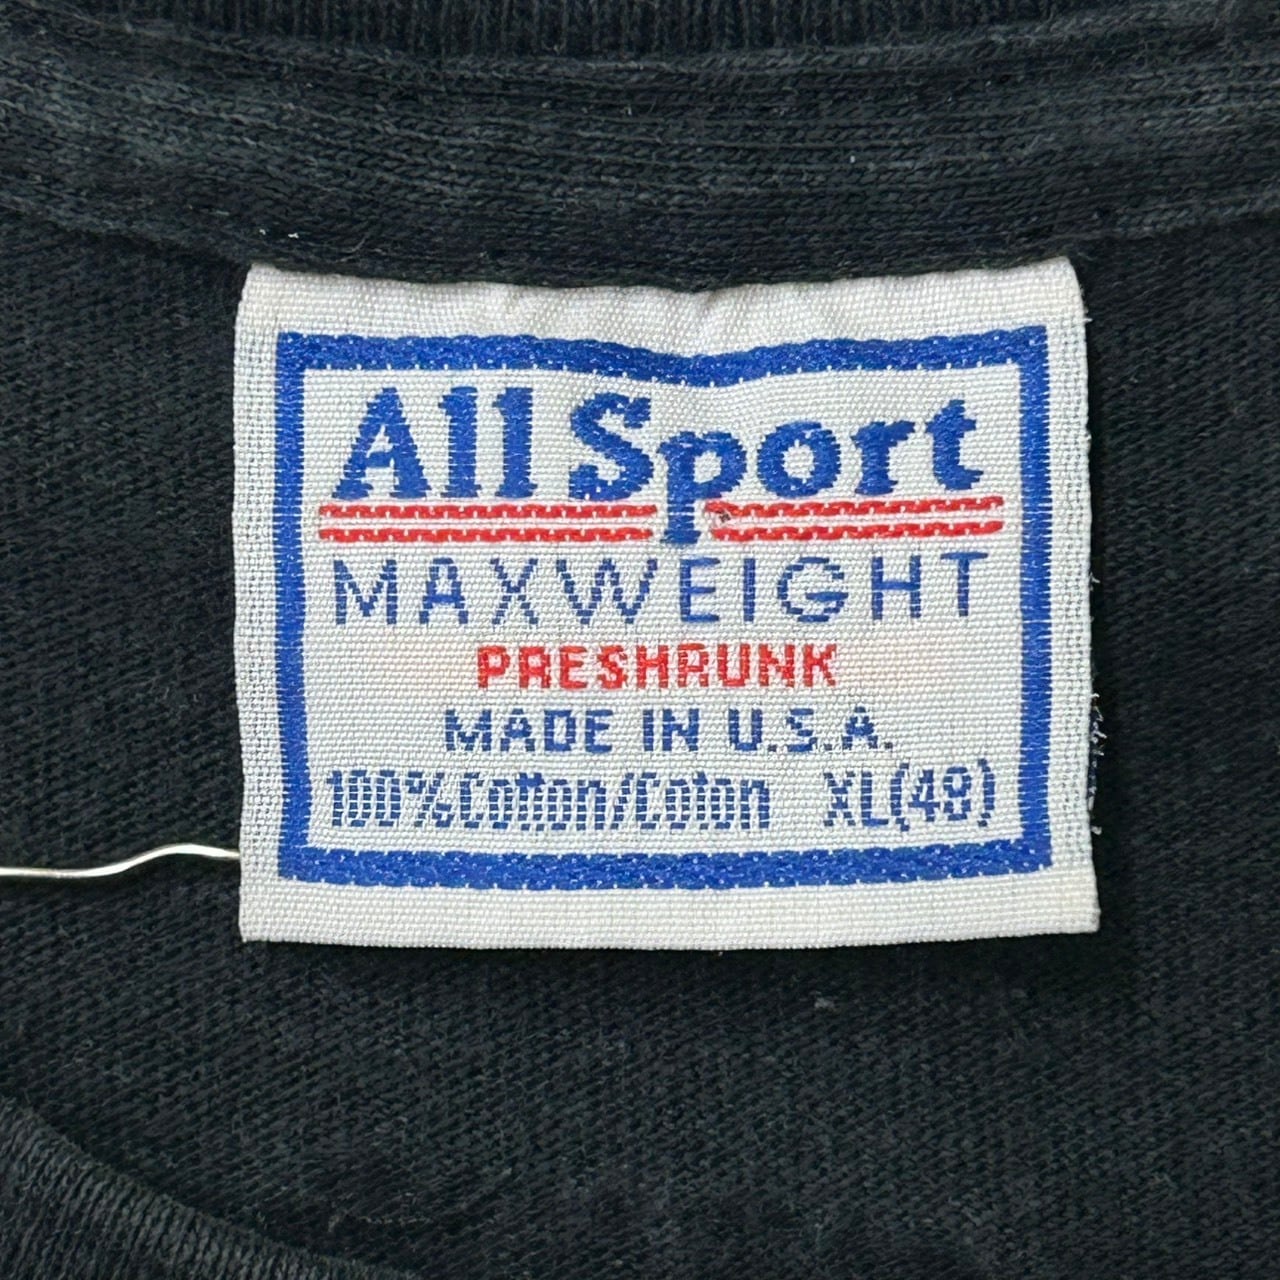 All Sport
MAXWEIGHT
PRESHRUNK
MADE IN U.S.A.
100% Cotton/Coton XL(48)